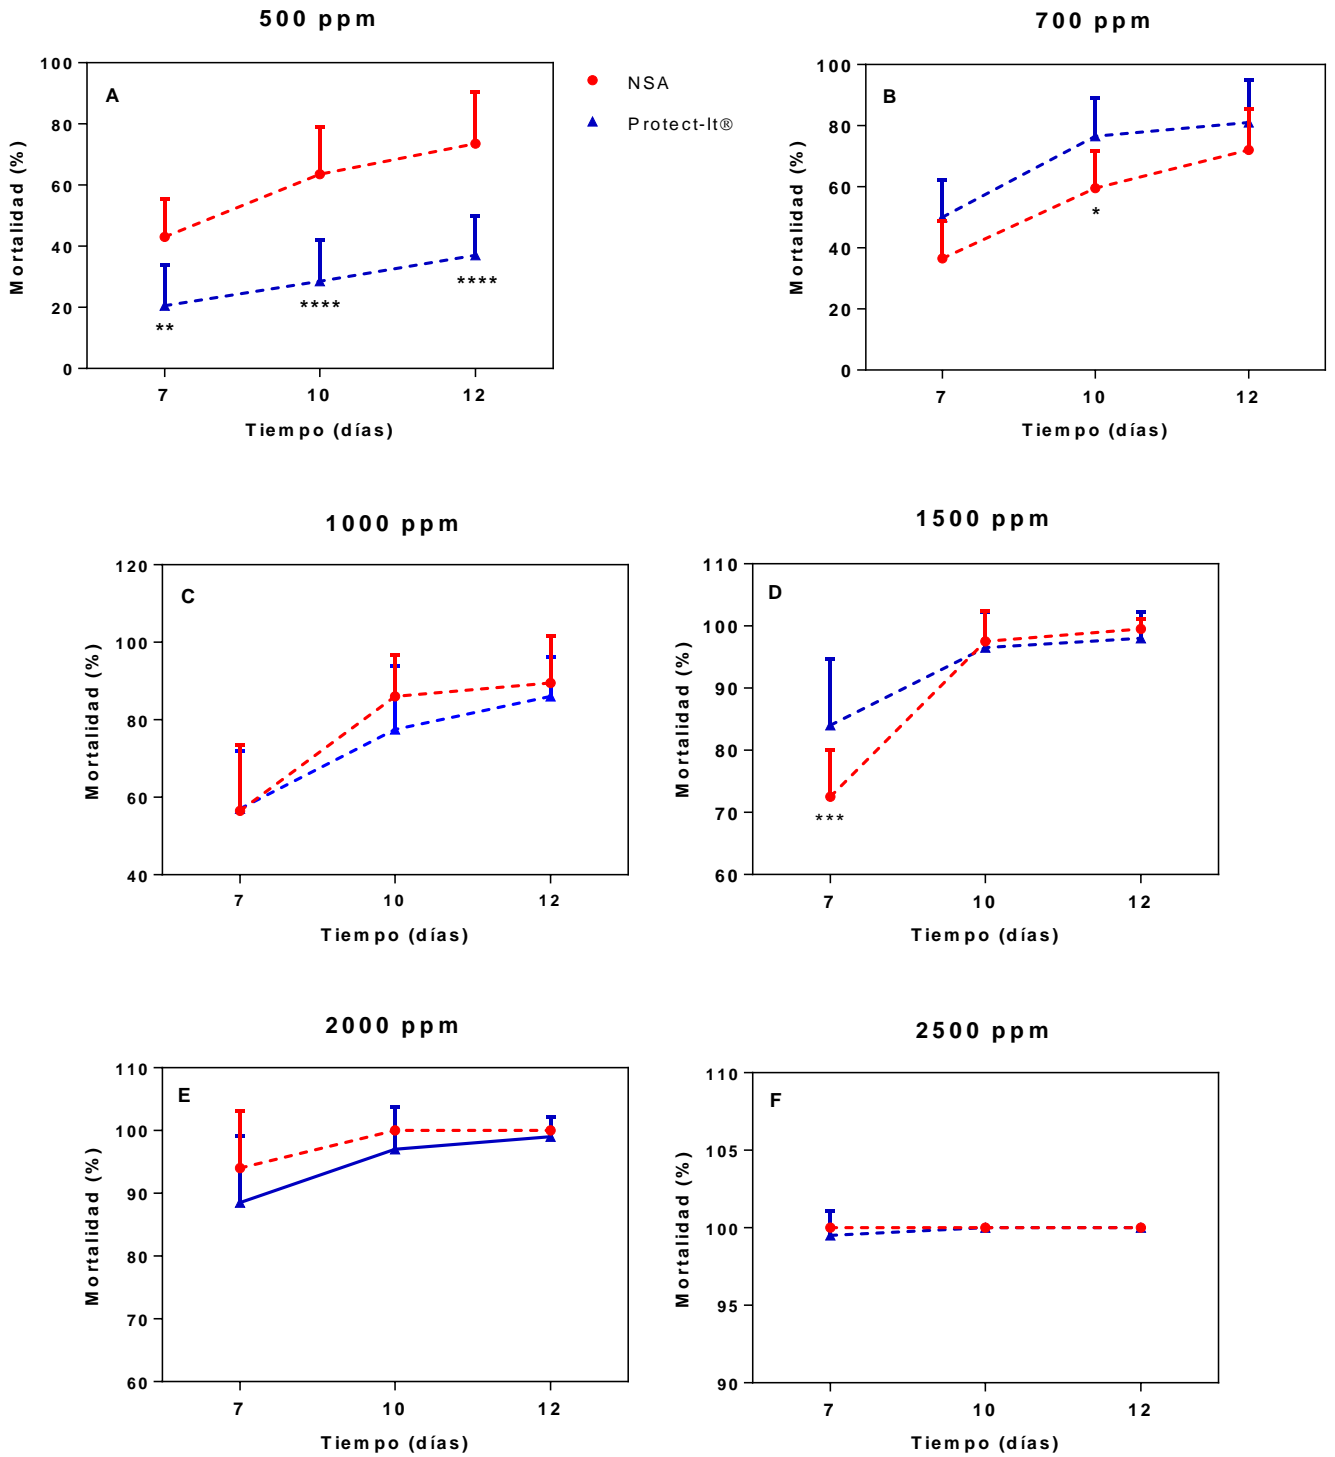 500 ppm
A
100
80
60
40
20
0
Mortalidad (%)
**
****
****
7
10
12
Tiempo (días)
NSA
Protect-It®
700 ppm
B
100
80
60
40
20
0
Mortalidad (%)
*
7
10
12
Tiempo (días)
1000 ppm
C
120
100
80
60
40
Mortalidad (%)
7
10
12
Tiempo (días)
1500 ppm
D
110
100
90
80
70
60
Mortalidad (%)
***
7
10
12
Tiempo (días)
2000 ppm
E
110
100
90
80
70
60
Mortalidad (%)
7
10
12
Tiempo (días)
2500 ppm
F
110
105
100
95
90
Mortalidad (%)
7
10
12
Tiempo (días)